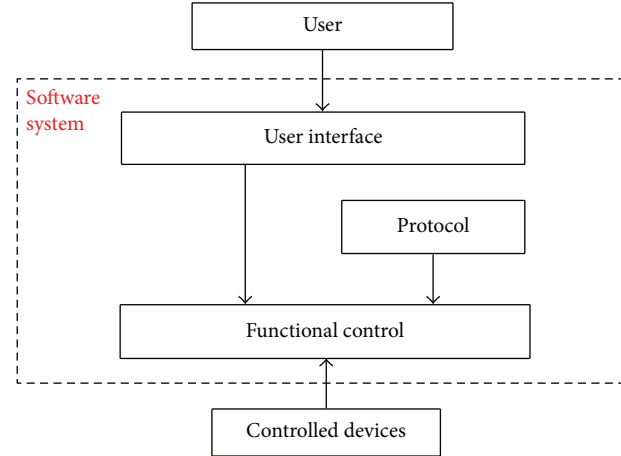 User
Software
system
User interface
Protocol
Functional control
Controlled devices